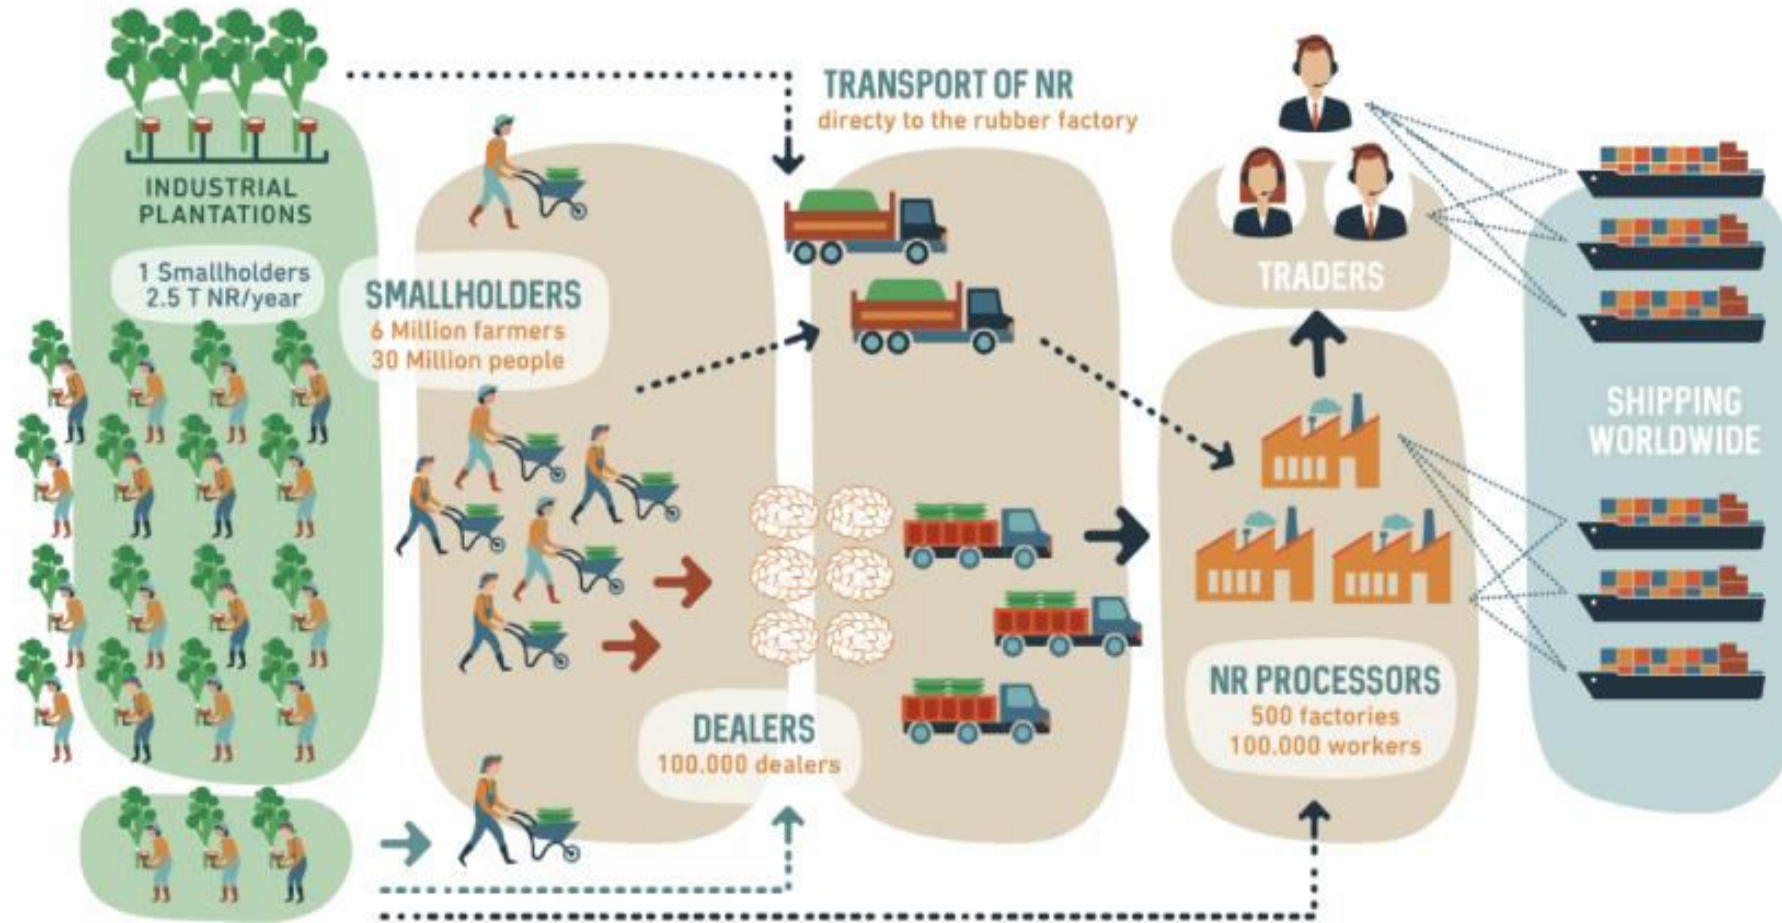 INDUSTRIAL
PLANTATIONS
1 Smallholders
2.5 T NR/year
SMALLHOLDERS
6 Million farmers
30 Million people
TRANSPORT OF NR
directy to the rubber factory
DEALERS
100.000 dealers
TRADERS
NR PROCESSORS
500 factories
100.000 workers
SHIPPING
WORLDWIDE